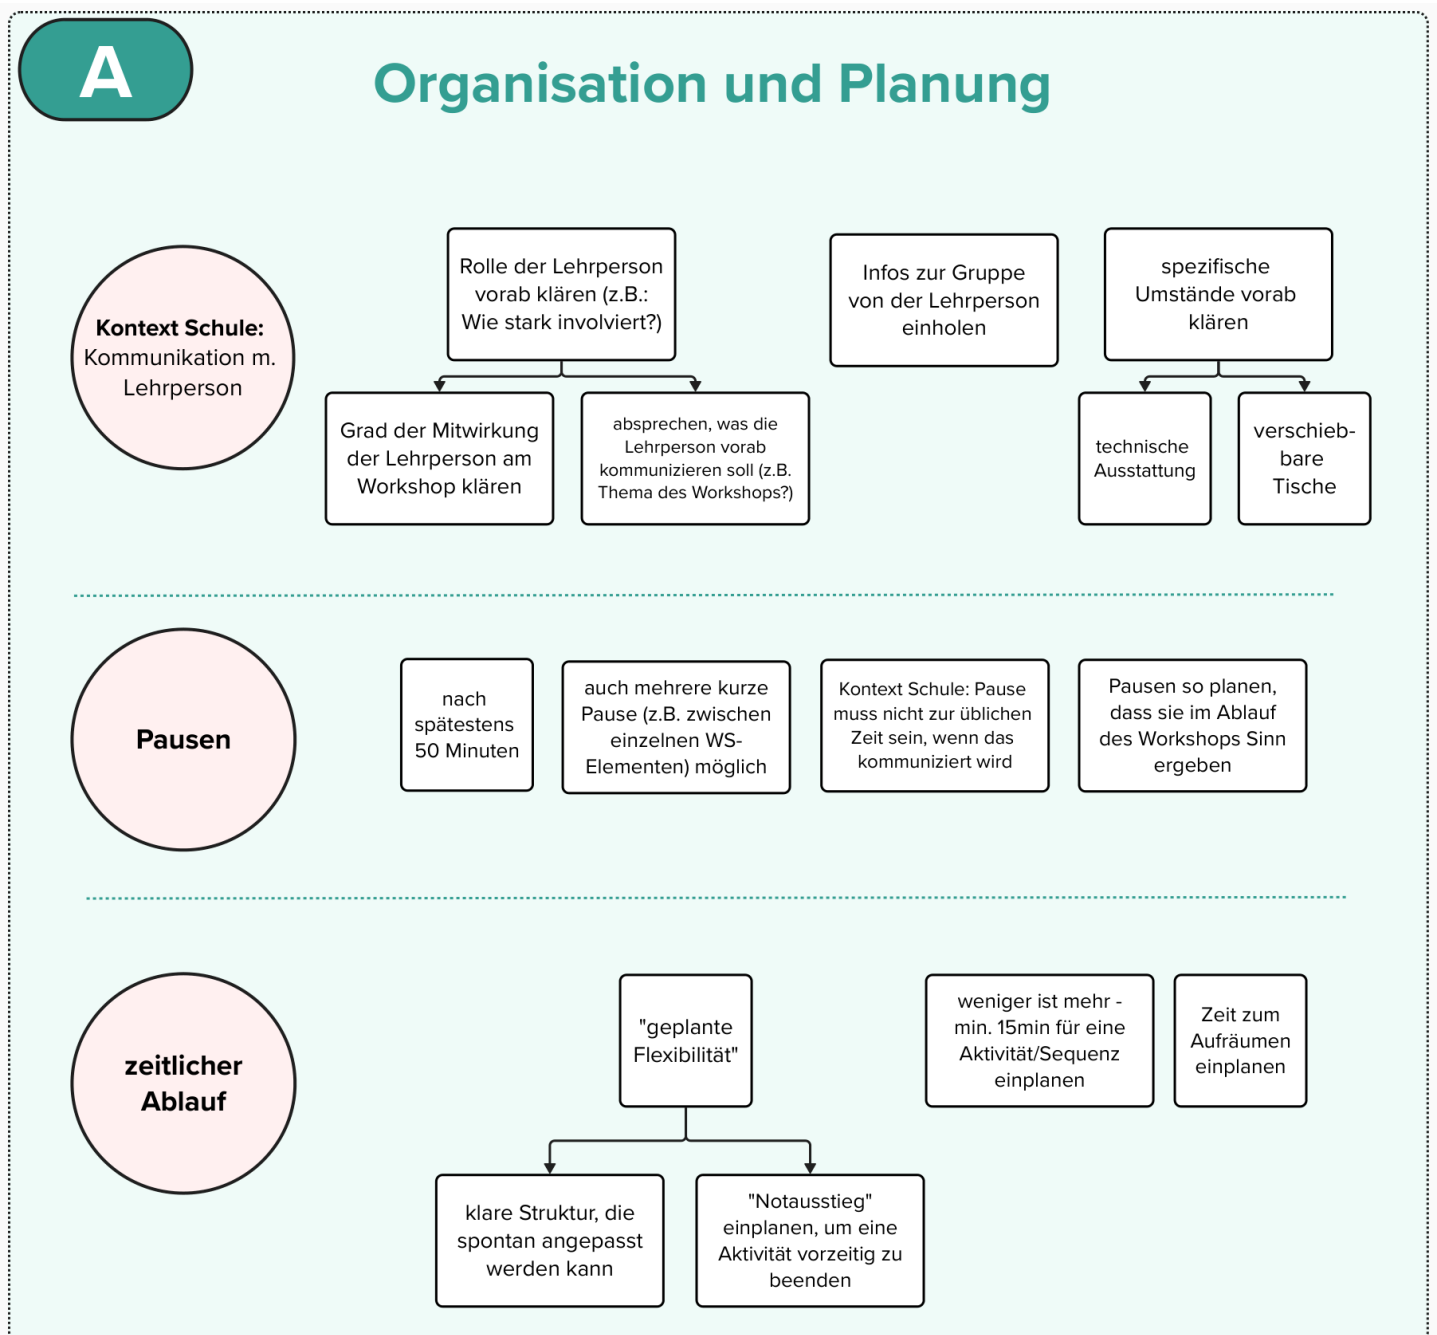 A
Organisation und Planung
Kontext Schule:
Kommunikation m.
Lehrperson
Rolle der Lehrperson
vorab klären (z.B.:
Wie stark involviert?)
Grad der Mitwirkung
der Lehrperson am
Workshop klären
absprechen, was die
Lehrperson vorab
kommunizieren soll (z.B.
Thema des Workshops?)
Infos zur Gruppe
von der Lehrperson
einholen
spezifische
Umstände vorab
klären
technische
Ausstattung
verschieb-
bare
Tische
Pausen
nach
spätestens
50 Minuten
auch mehrere kurze
Pause (z.B. zwischen
einzelnen WS-
Elementen) möglich
Kontext Schule: Pause
muss nicht zur üblichen
Zeit sein, wenn das
kommuniziert wird
Pausen so planen,
dass sie im Ablauf
des Workshops Sinn
ergeben
zeitlicher
Ablauf
"geplante
Flexibilität"
klare Struktur, die
spontan angepasst
werden kann
"Notausstieg"
einplanen, um eine
Aktivität vorzeitig zu
beenden
weniger ist mehr -
min. 15min für eine
Aktivität/Sequenz
einplanen
Zeit zum
Aufräumen
einplanen